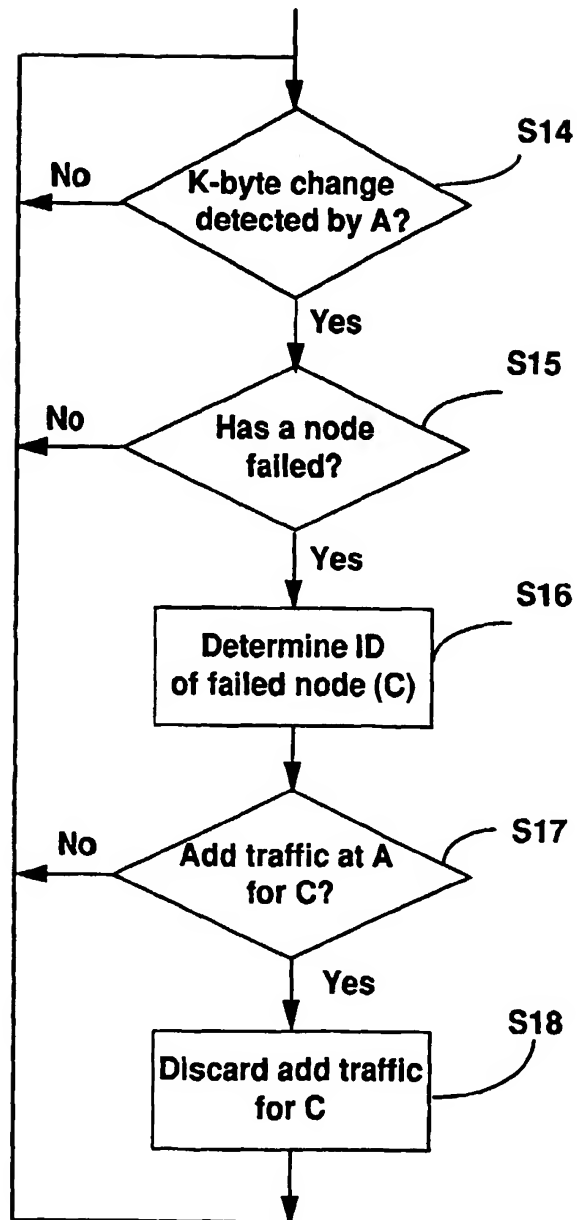 S14
No
K-byte change
detected by A?
Yes
S15
No
Has a node
failed?
Yes
S16
Determine ID
of failed node (C)
S17
No
Add traffic at A
for C?
Yes
S18
Discard add traffic
for C